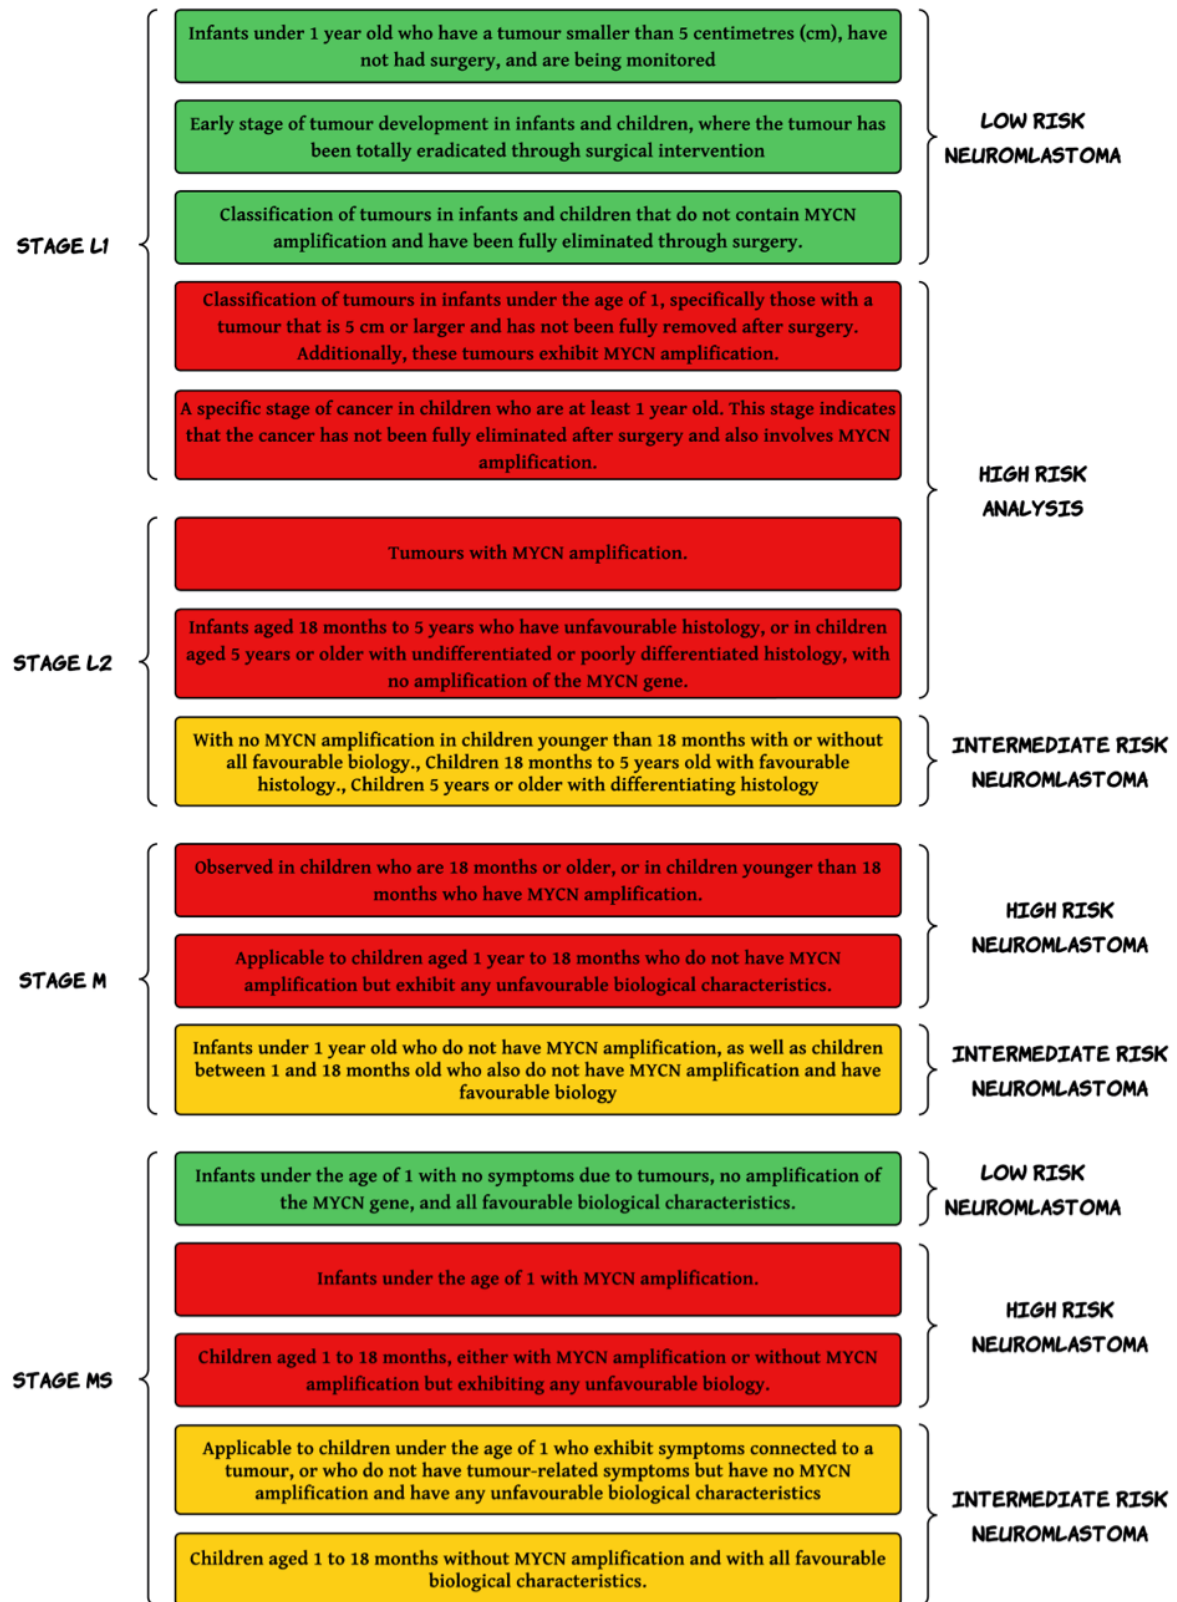 Infants under 1 year old who have a tumour smaller than 5 centimetres (cm), have
not had surgery, and are being monitored
Early stage of tumour development in infants and children, where the tumour has
been totally eradicated through surgical intervention
LOW RISK
NEUROMLASTOMA
Classification of tumours in infants and children that do not contain MYCN
amplification and have been fully eliminated through surgery.
STAGE L1
Classification of tumours in infants under the age of 1, specifically those with a
tumour that is 5 cm or larger and has not been fully removed after surgery.
Additionally, these tumours exhibit MYCN amplification.
A specific stage of cancer in children who are at least 1 year old. This stage indicates
that the cancer has not been fully eliminated after surgery and also involves MYCN
amplification.
HIGH RISK
ANALYSIS
Tumours with MYCN amplification.
Infants aged 18 months to 5 years who have unfavourable histology, or in children
aged 5 years or older with undifferentiated or poorly differentiated histology, with
no amplification of the MYCN gene.
STAGE L2
With no MYCN amplification in children younger than 18 months with or without
all favourable biology., Children 18 months to 5 years old with favourable
histology., Children 5 years or older with differentiating histology
INTERMEDIATE RISK
NEUROMLASTOMA
Observed in children who are 18 months or older, or in children younger than 18
months who have MYCN amplification.
HIGH RISK
NEUROMLASTOMA
Applicable to children aged 1 year to 18 months who do not have MYCN
amplification but exhibit any unfavourable biological characteristics.
STAGE M
Infants under 1 year old who do not have MYCN amplification, as well as children
between 1 and 18 months old who also do not have MYCN amplification and have
favourable biology
INTERMEDIATE RISK
NEUROMLASTOMA
Infants under the age of 1 with no symptoms due to tumours, no amplification of
the MYCN gene, and all favourable biological characteristics.
LOW RISK
NEUROMLASTOMA
Infants under the age of 1 with MYCN amplification.
HIGH RISK
NEUROMLASTOMA
Children aged 1 to 18 months, either with MYCN amplification or without MYCN
amplification but exhibiting any unfavourable biology.
STAGE MS
Applicable to children under the age of 1 who exhibit symptoms connected to a
tumour, or who do not have tumour-related symptoms but have no MYCN
amplification and have any unfavourable biological characteristics
INTERMEDIATE RISK
NEUROMLASTOMA
Children aged 1 to 18 months without MYCN amplification and with all favourable
biological characteristics.